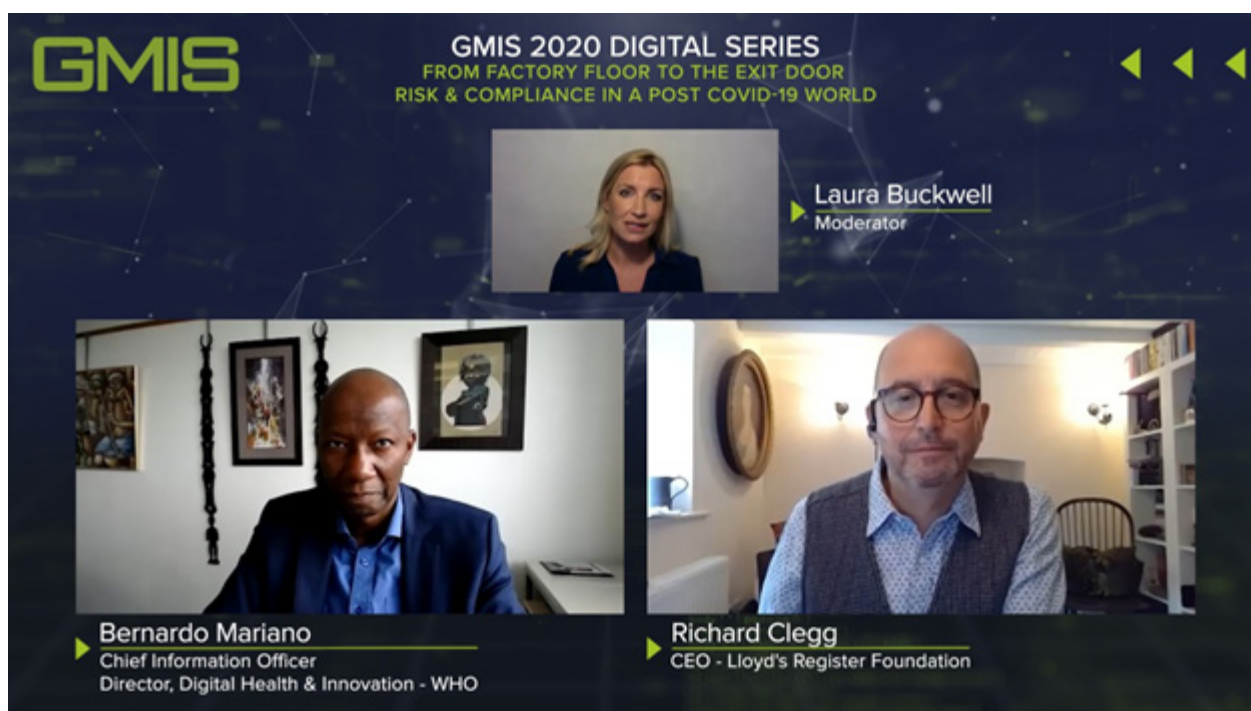 GMIS
GMIS 2020 DIGITAL SERIES
FROM FACTORY FLOOR TO THE EXIT DOOR
RISK & COMPLIANCE IN A POST COVID-19 WORLD
Laura Buckwell
Moderator
Bernardo Mariano
Chief Information Officer
Director, Digital Health & Innovation - WHO
Richard Clegg
CEO - Lloyd's Register Foundation